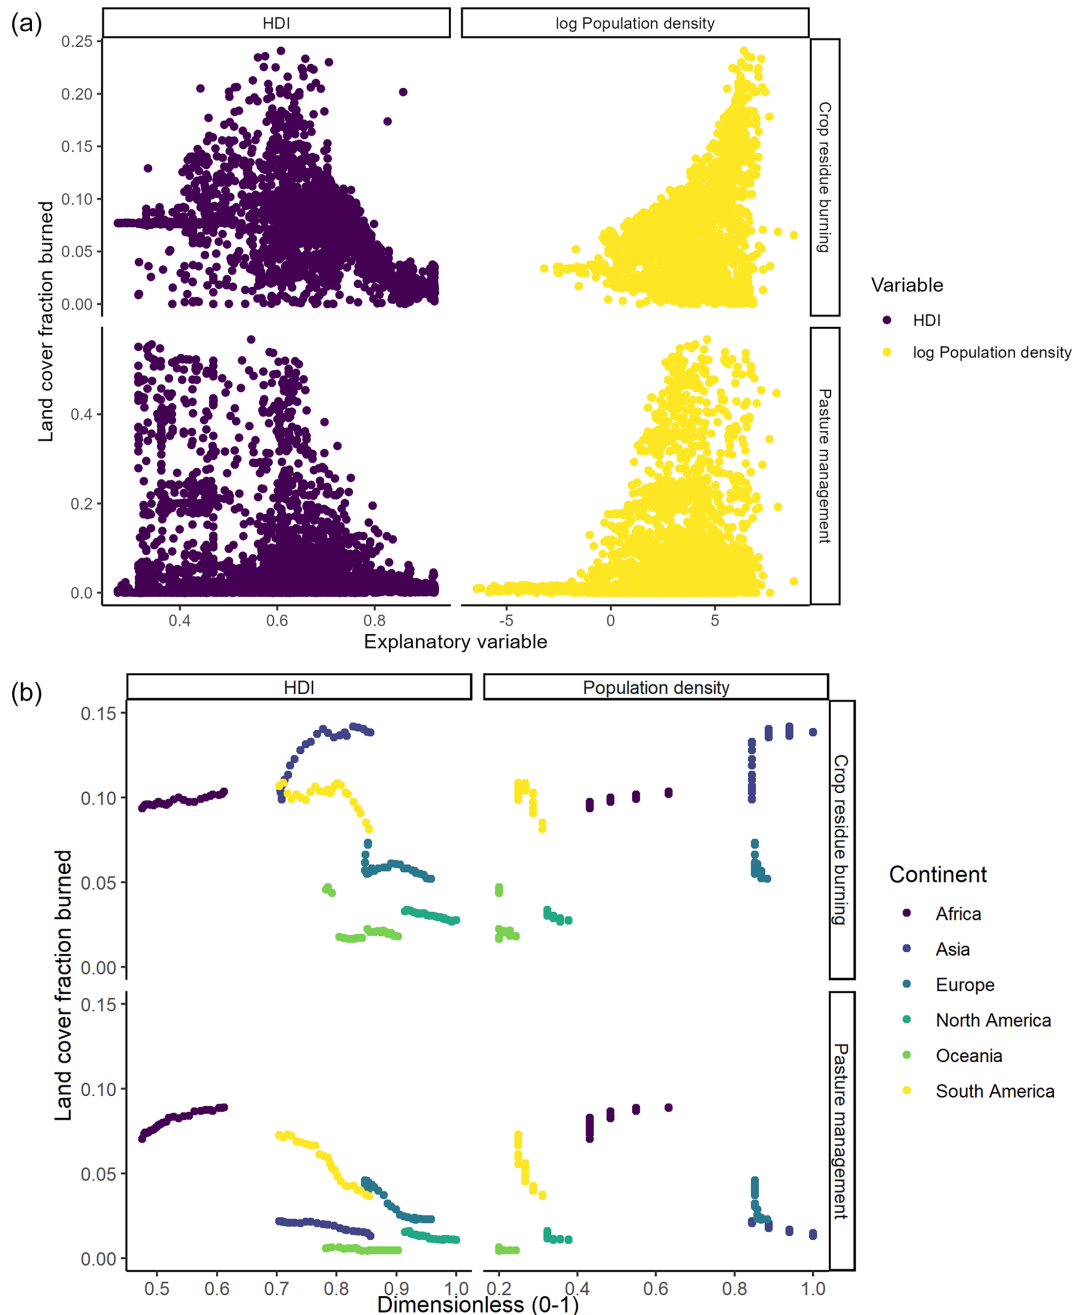 (a)
HDI
log Population density
0.25
0.20
0.15
0.10
0.05
0.00
Crop residue burning
0.4
0.2
0.0
Pasture management
Land cover fraction burned
0.4
0.6
0.8
-5
0
5
Explanatory variable
Variable
HDI
log Population density
(b)
HDI
Population density
0.15
0.10
0.05
0.00
Crop residue burning
0.15
0.10
0.05
0.00
Pasture management
Land cover fraction burned
0.5
0.6
0.7
0.8
0.9
1.0
0.2
0.4
0.6
0.8
1.0
Dimensionless (0-1)
Continent
Africa
Asia
Europe
North America
Oceania
South America